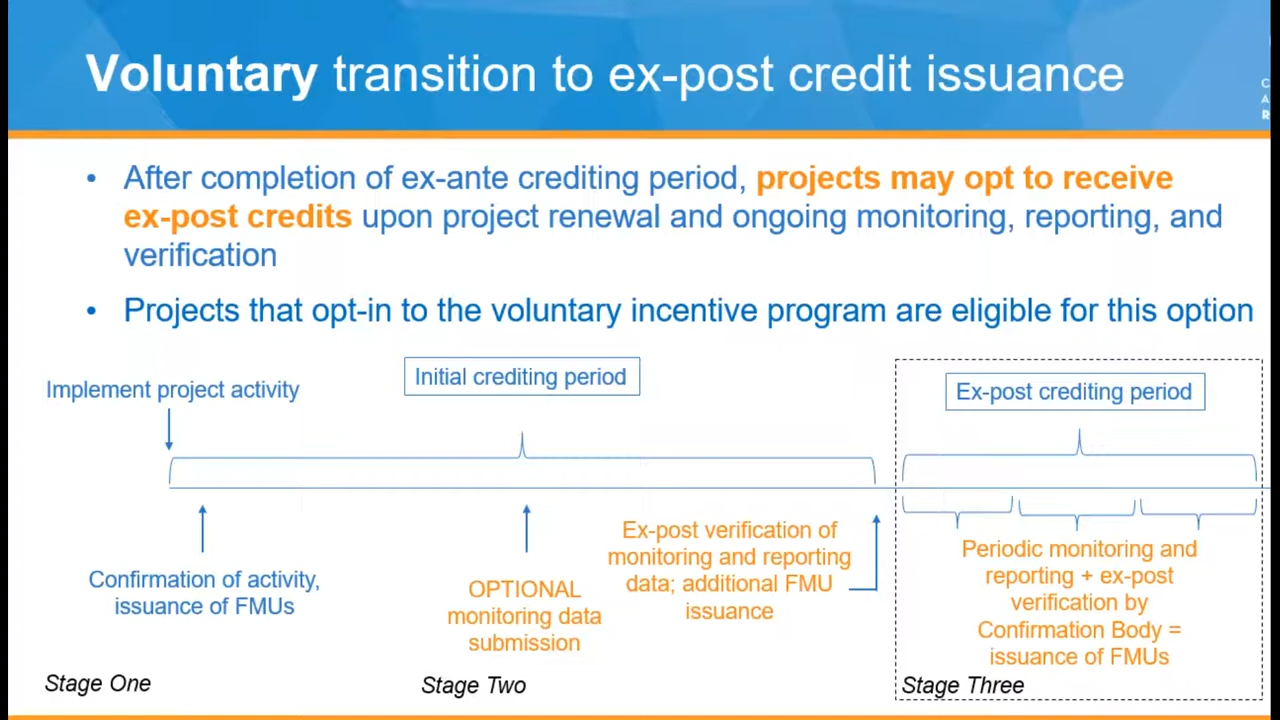 Voluntary transition to ex-post credit issuance
C
A
R
• After completion of ex-ante crediting period, projects may opt to receive
ex-post credits upon project renewal and ongoing monitoring, reporting, and
verification
• Projects that opt-in to the voluntary incentive program are eligible for this option
Implement project activity
Initial crediting period
Ex-post crediting period
Confirmation of activity,
issuance of FMUs
OPTIONAL
monitoring data
submission
Ex-post verification of
monitoring and reporting
data; additional FMU
issuance
Periodic monitoring and
reporting + ex-post
verification by
Confirmation Body =
issuance of FMUs
Stage One
Stage Two
Stage Three